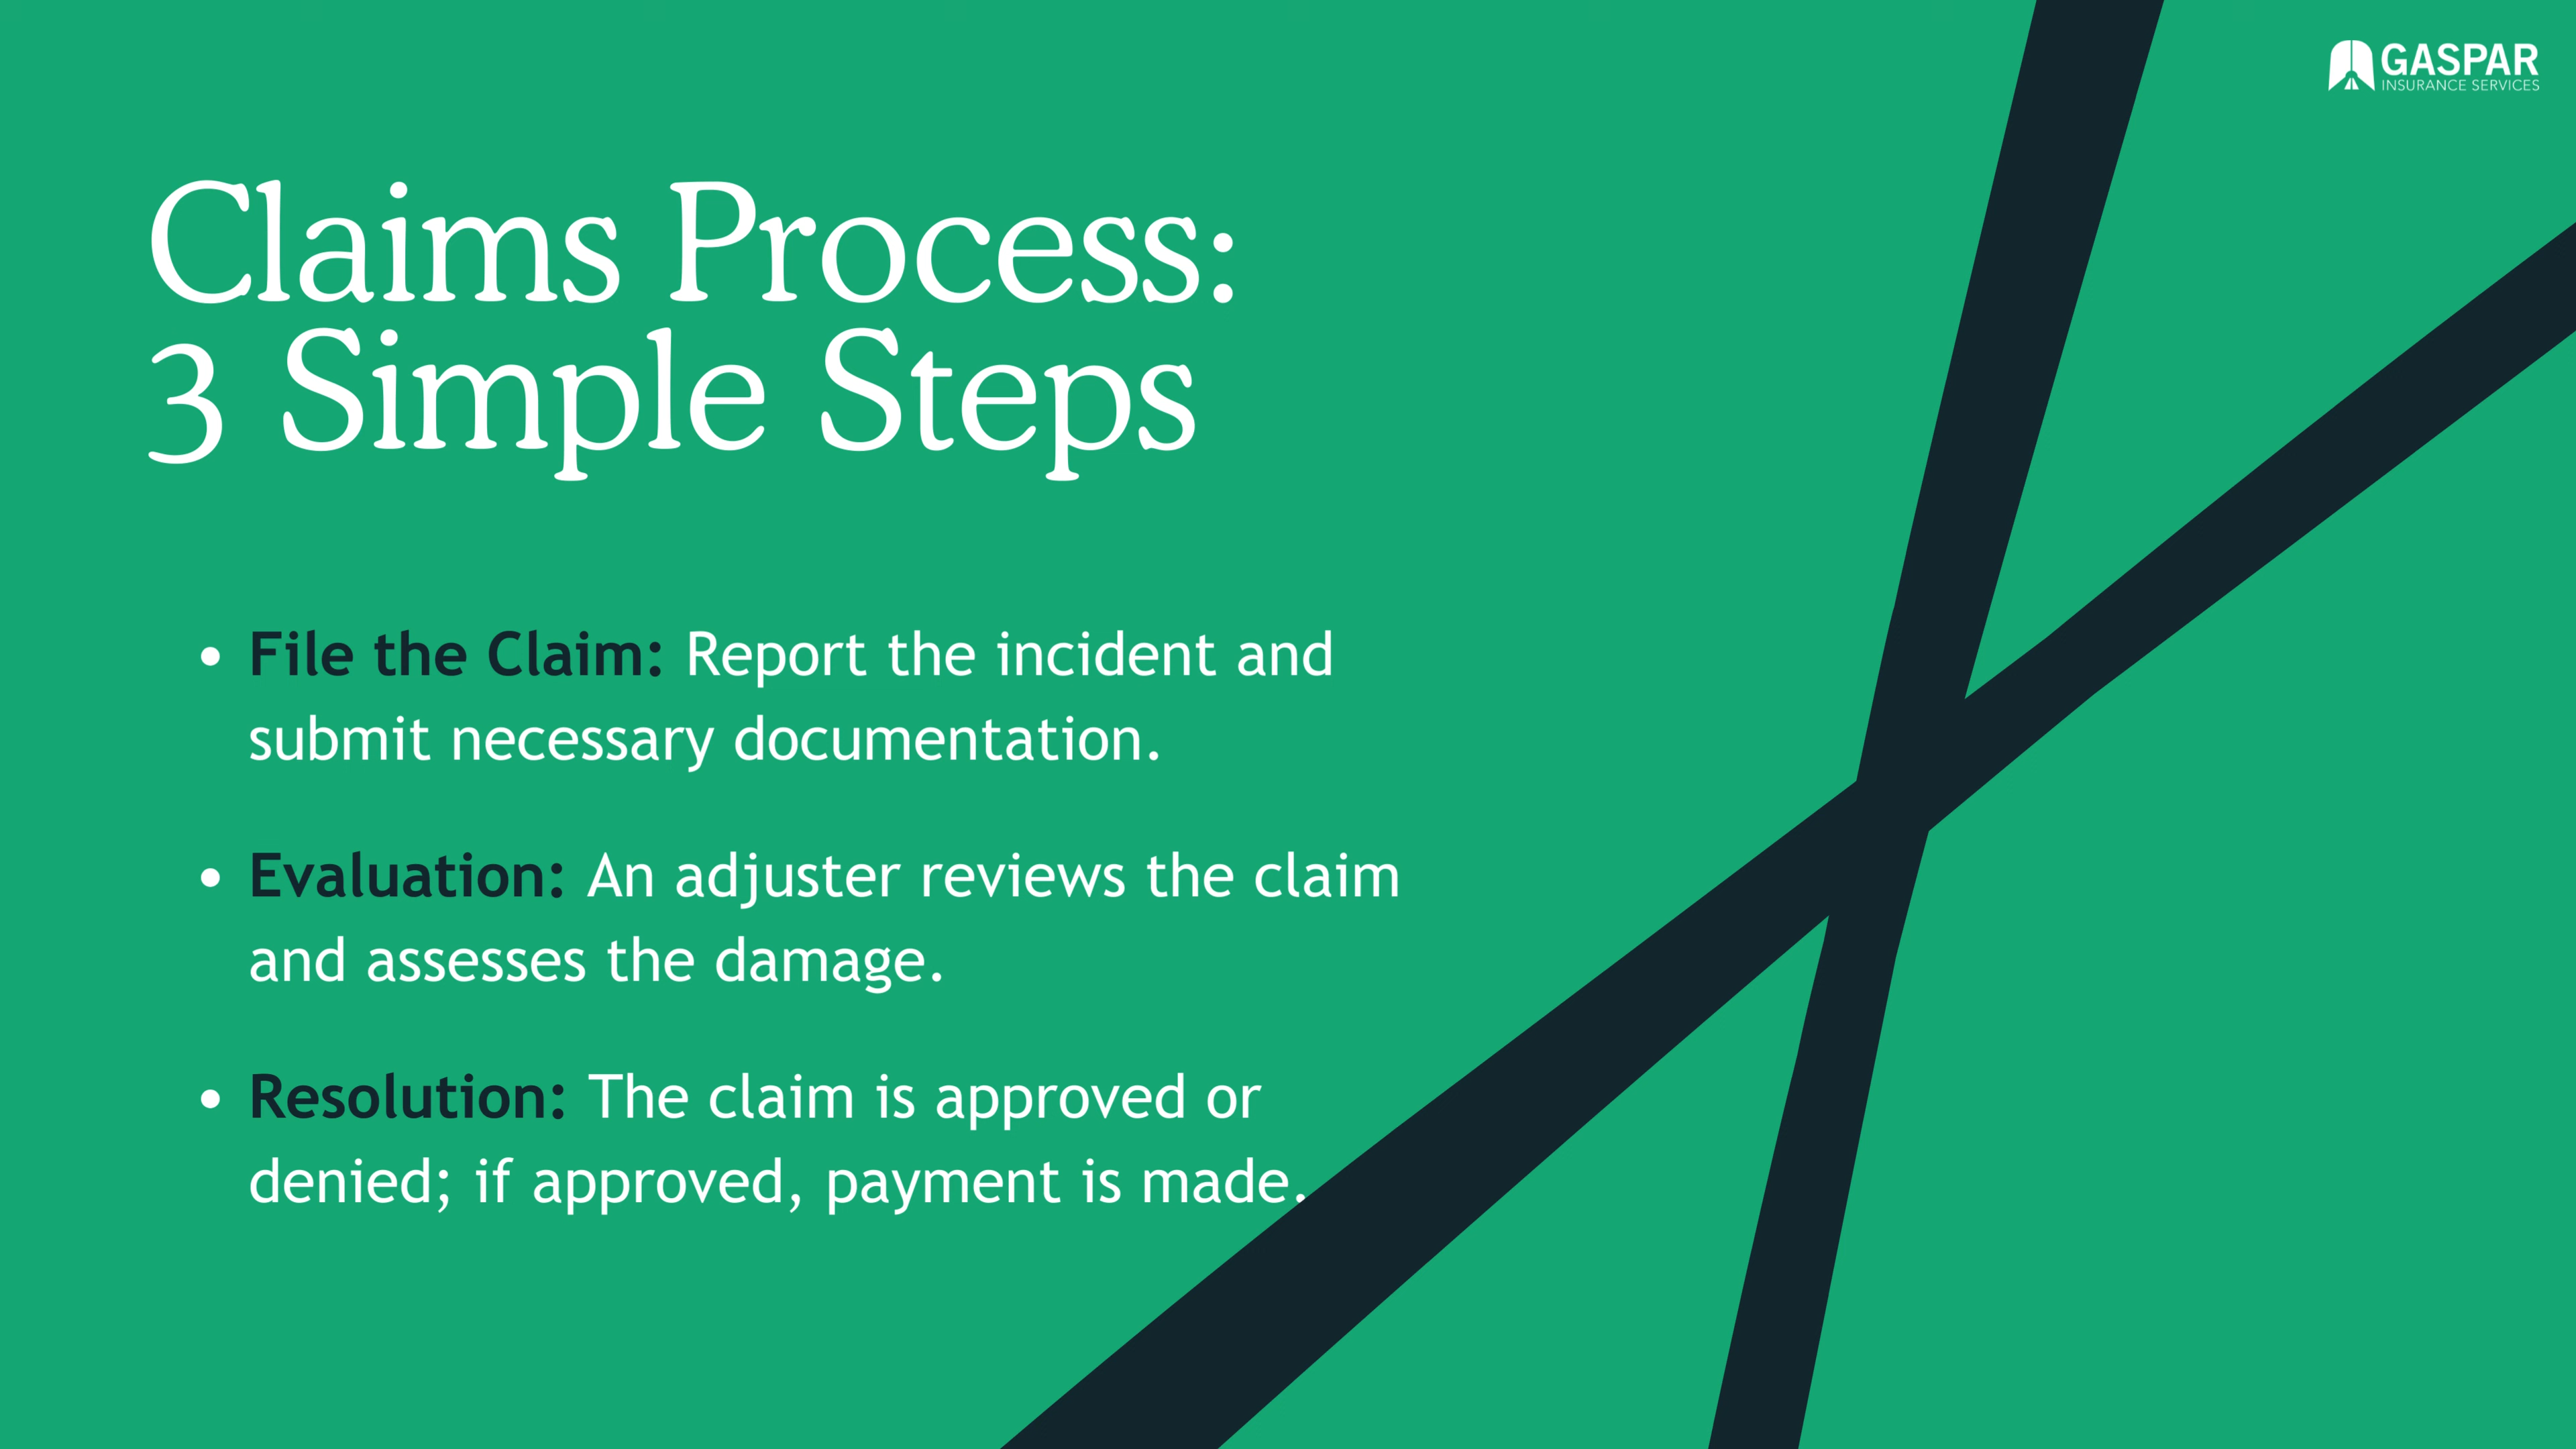 GASPAR
INSURANCE SERVICES
Claims Process:
3 Simple Steps
• File the Claim: Report the incident and
submit necessary documentation.
• Evaluation: An adjuster reviews the claim
and assesses the damage.
• Resolution: The claim is approved or
denied; if approved, payment is made.